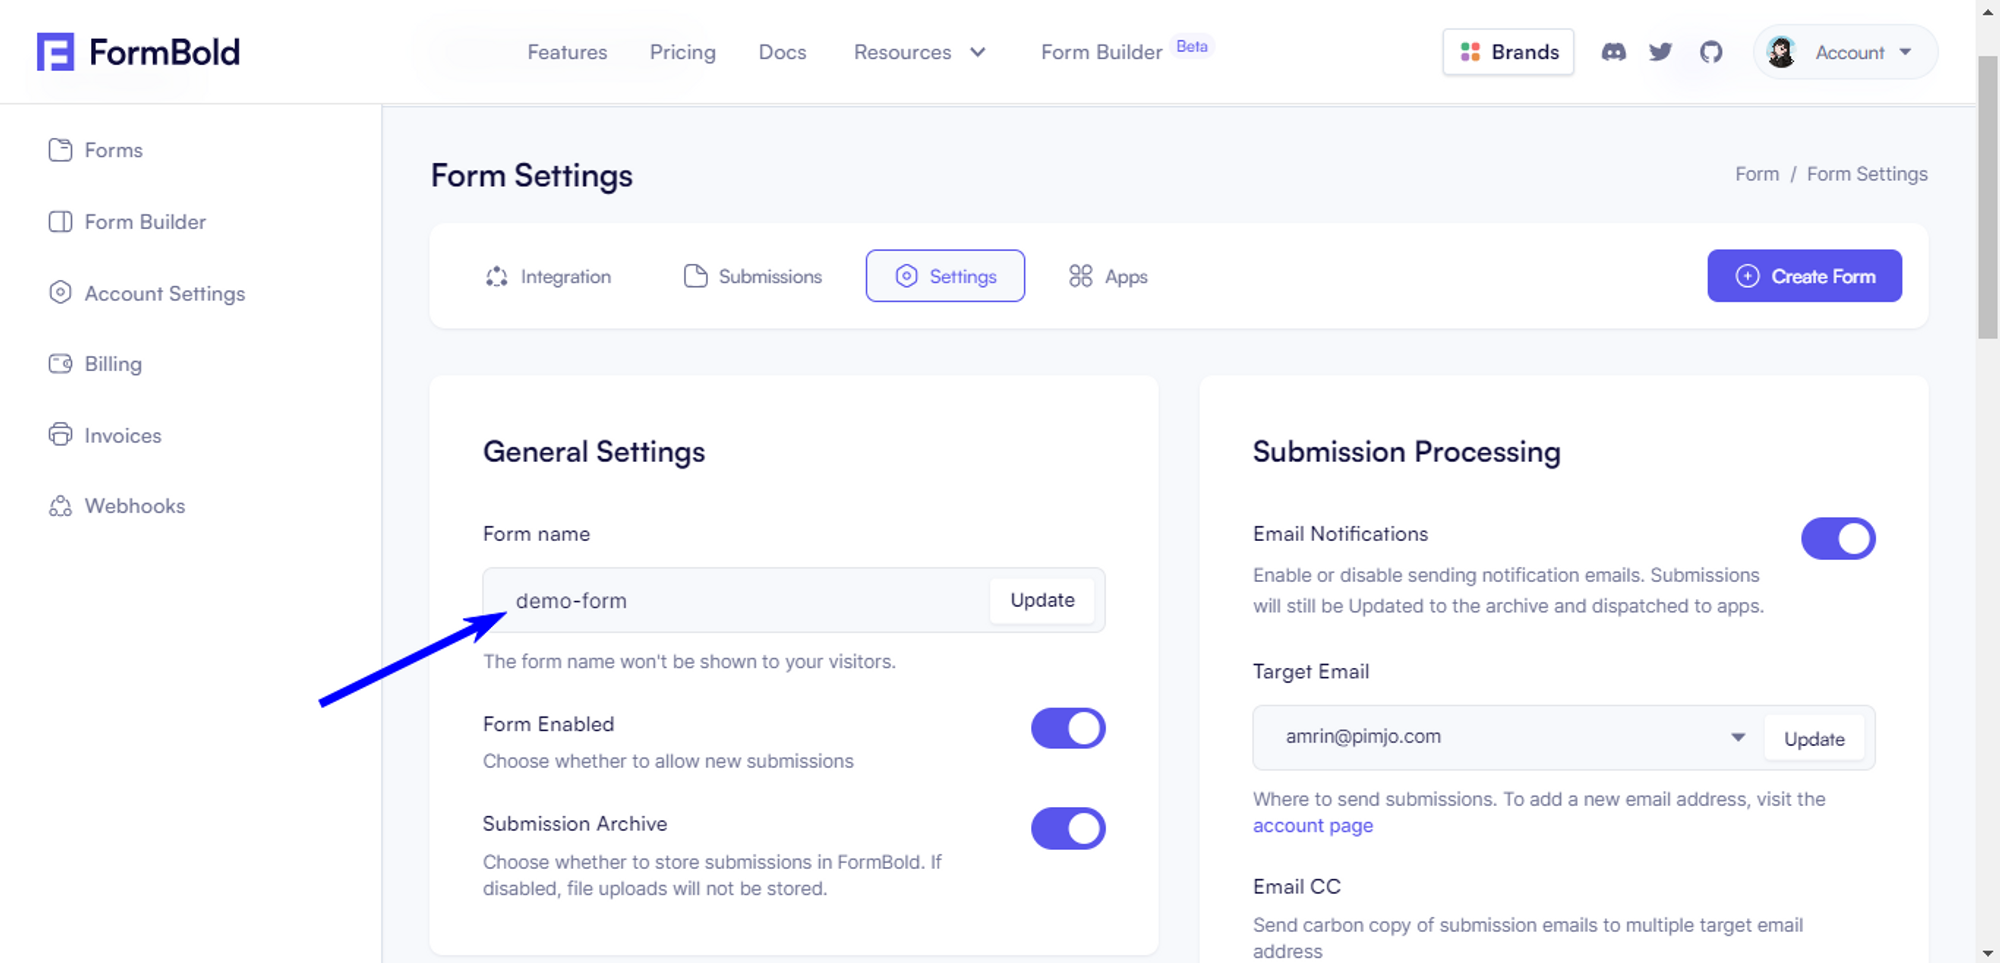 FormBold
Features Pricing Docs Resources Form Builder Beta
Brands Account
Forms
Form Builder
Account Settings
Billing
Invoices
Webhooks
Form Settings
Form / Form Settings
Integration Submissions Settings Apps Create Form
General Settings
Form name
demo-form Update
The form name won't be shown to your visitors.
Form Enabled
Choose whether to allow new submissions
Submission Archive
Choose whether to store submissions in FormBold. If
disabled, file uploads will not be stored.
Submission Processing
Email Notifications
Enable or disable sending notification emails. Submissions
will still be Updated to the archive and dispatched to apps.
Target Email
amrin@pimjo.com Update
Where to send submissions. To add a new email address, visit the
account page
Email CC
Send carbon copy of submission emails to multiple target email
address